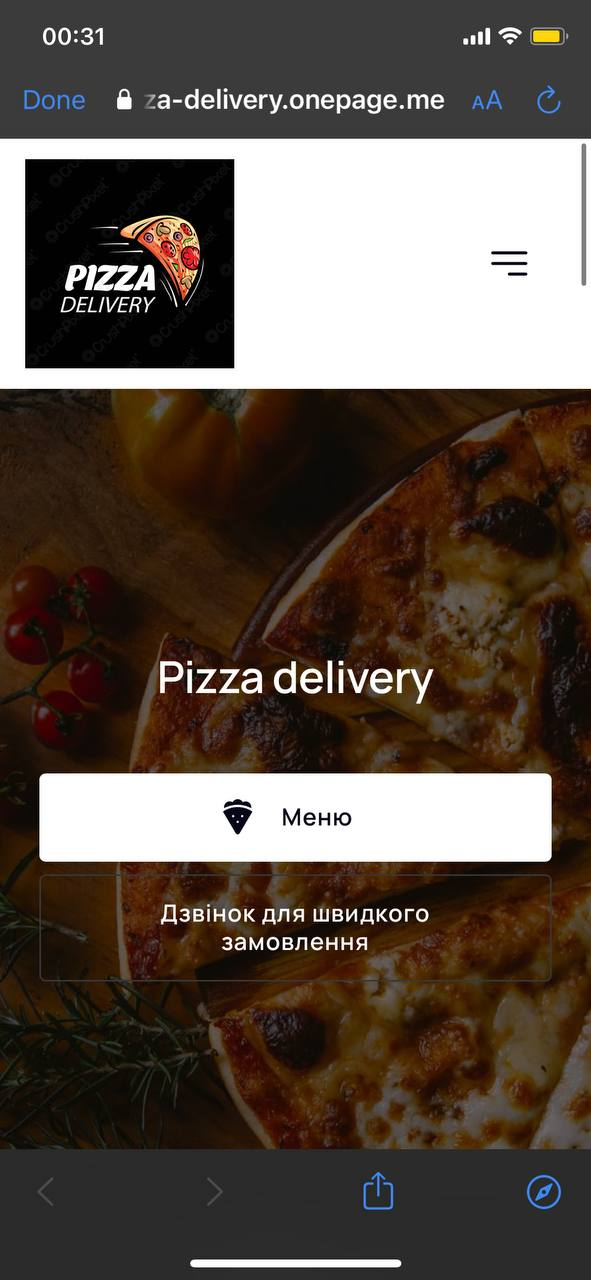 00:31
Done
za-delivery.onepage.me
AA
PIZZA
DELIVERY
Pizza delivery
Меню
Дзвінок для швидкого
замовлення